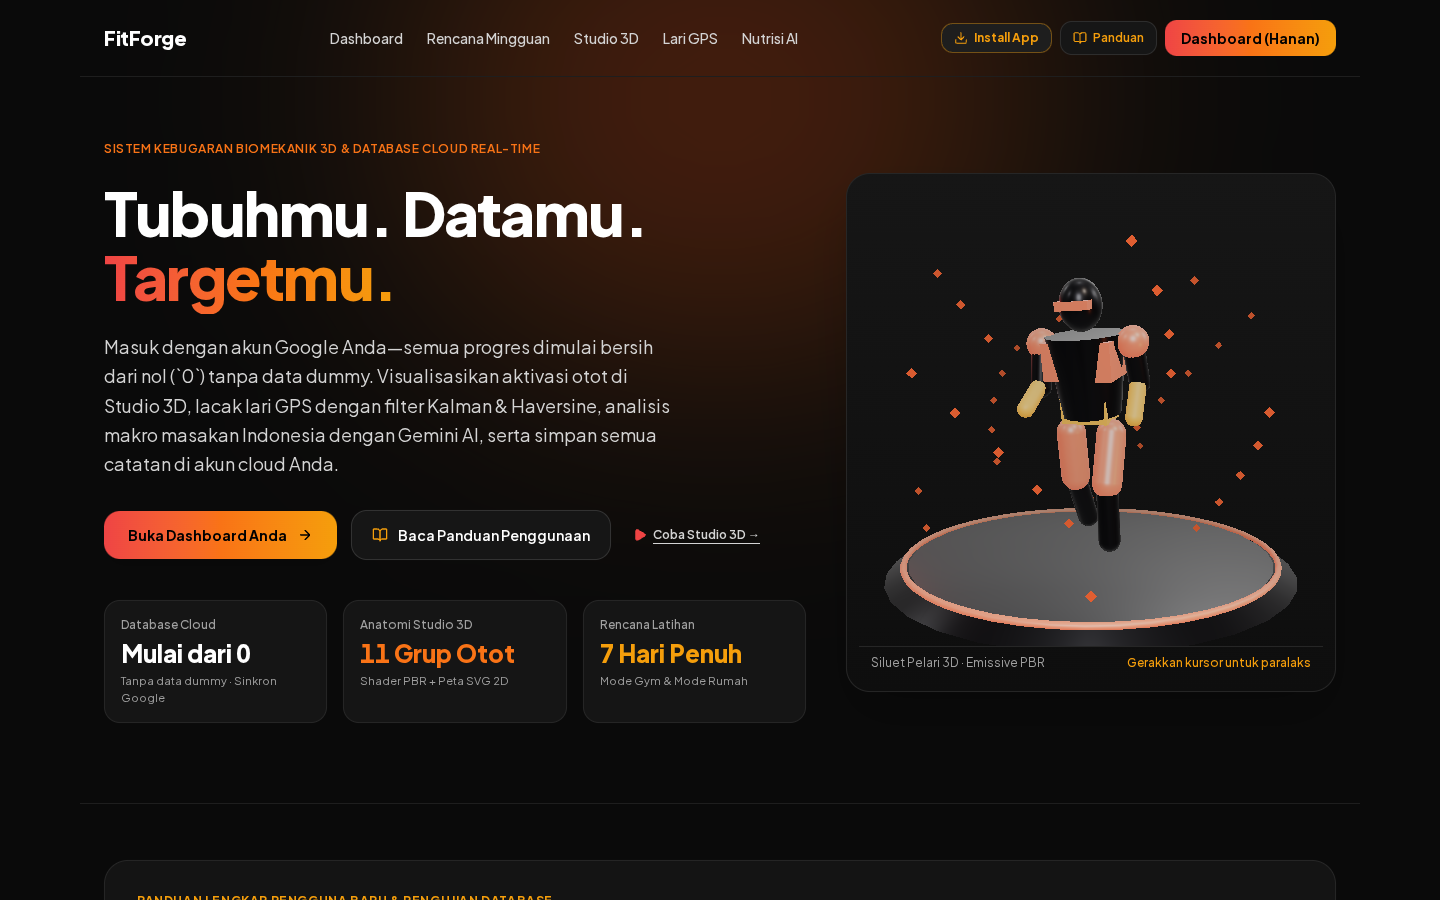 FitForge
Dashboard
Rencana Mingguan
Studio 3D
Lari GPS
Nutrisi AI
Install App
Panduan
Dashboard (Hanan)
SISTEM KEBUGARAN BIOMEKANIK 3D & DATABASE CLOUD REAL-TIME
Tubuhmu. Datamu.
Targetmu.
Masuk dengan akun Google Anda—semua progres dimulai bersih
dari nol (`0`) tanpa data dummy. Visualisasikan aktivasi otot di
Studio 3D, lacak lari GPS dengan filter Kalman & Haversine, analisis
makro masakan Indonesia dengan Gemini AI, serta simpan semua
catatan di akun cloud Anda.
Buka Dashboard Anda →
Baca Panduan Penggunaan
Coba Studio 3D →
Database Cloud
Mulai dari 0
Tanpa data dummy · Sinkron
Google
Anatomi Studio 3D
11 Grup Otot
Shader PBR + Peta SVG 2D
Rencana Latihan
7 Hari Penuh
Mode Gym & Mode Rumah
Siluet Pelari 3D · Emissive PBR
Gerakkan kursor untuk paralaks
PANDUAN LENGKAP PENGGUNA BARU & PENGUJIAN DATABASE